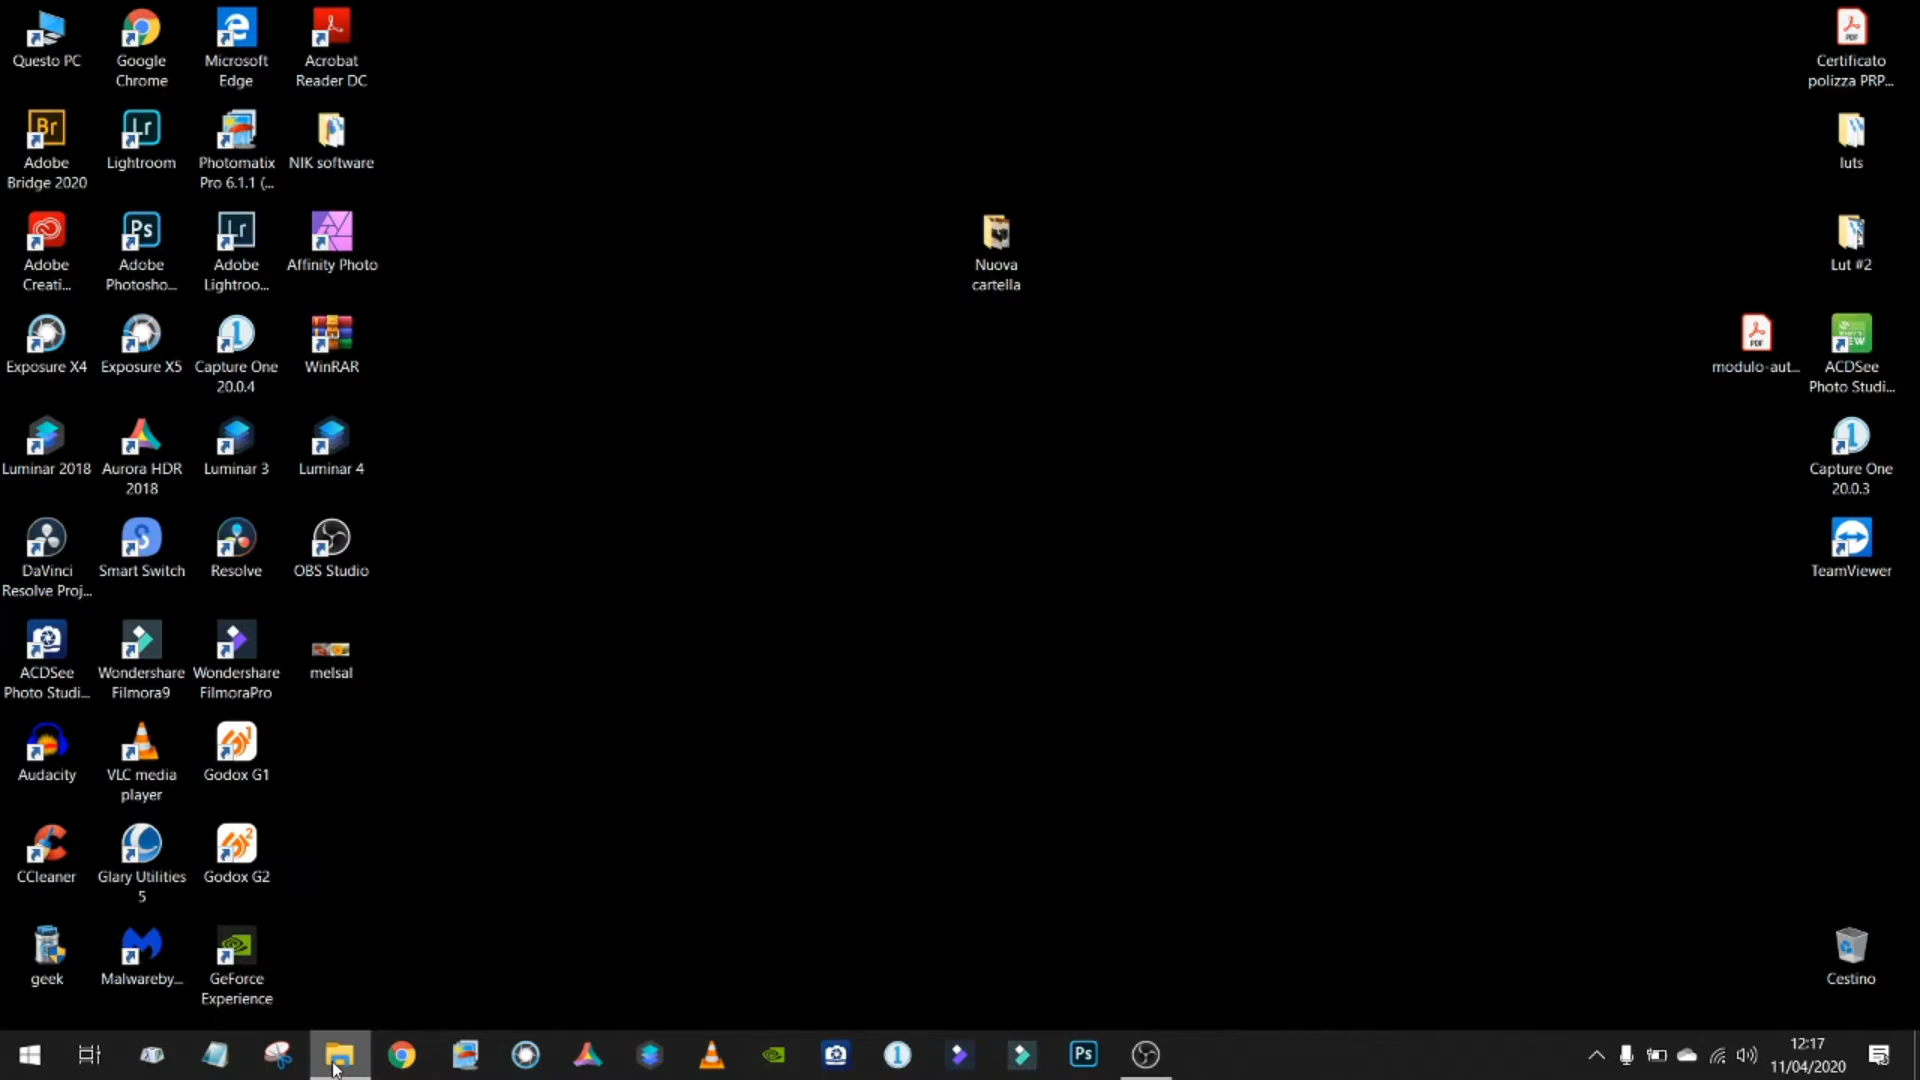 Questo PC
Google
Chrome
Microsoft
Edge
Acrobat
Reader DC
Certificato
polizza PRP...
Adobe
Bridge 2020
Lightroom
Photomatix
Pro 6.1.1 (...
NIK software
luts
Adobe
Creati...
Adobe
Photosho...
Adobe
Lightroo...
Affinity Photo
Nuova
cartella
Lut #2
Exposure X4
Exposure X5
Capture One
20.0.4
WinRAR
modulo-aut...
ACDSee
Photo Studi...
Luminar 2018
Aurora HDR
2018
Luminar 3
Luminar 4
Capture One
20.0.3
DaVinci
Resolve Proj...
Smart Switch
Resolve
OBS Studio
TeamViewer
ACDSee
Photo Studi...
Wondershare
Filmora9
Wondershare
FilmoraPro
melsal
Audacity
VLC media
player
Godox G1
CCleaner
Glary Utilities
5
Godox G2
geek
Malwareby...
GeForce
Experience
Cestino
12:17
11/04/2020